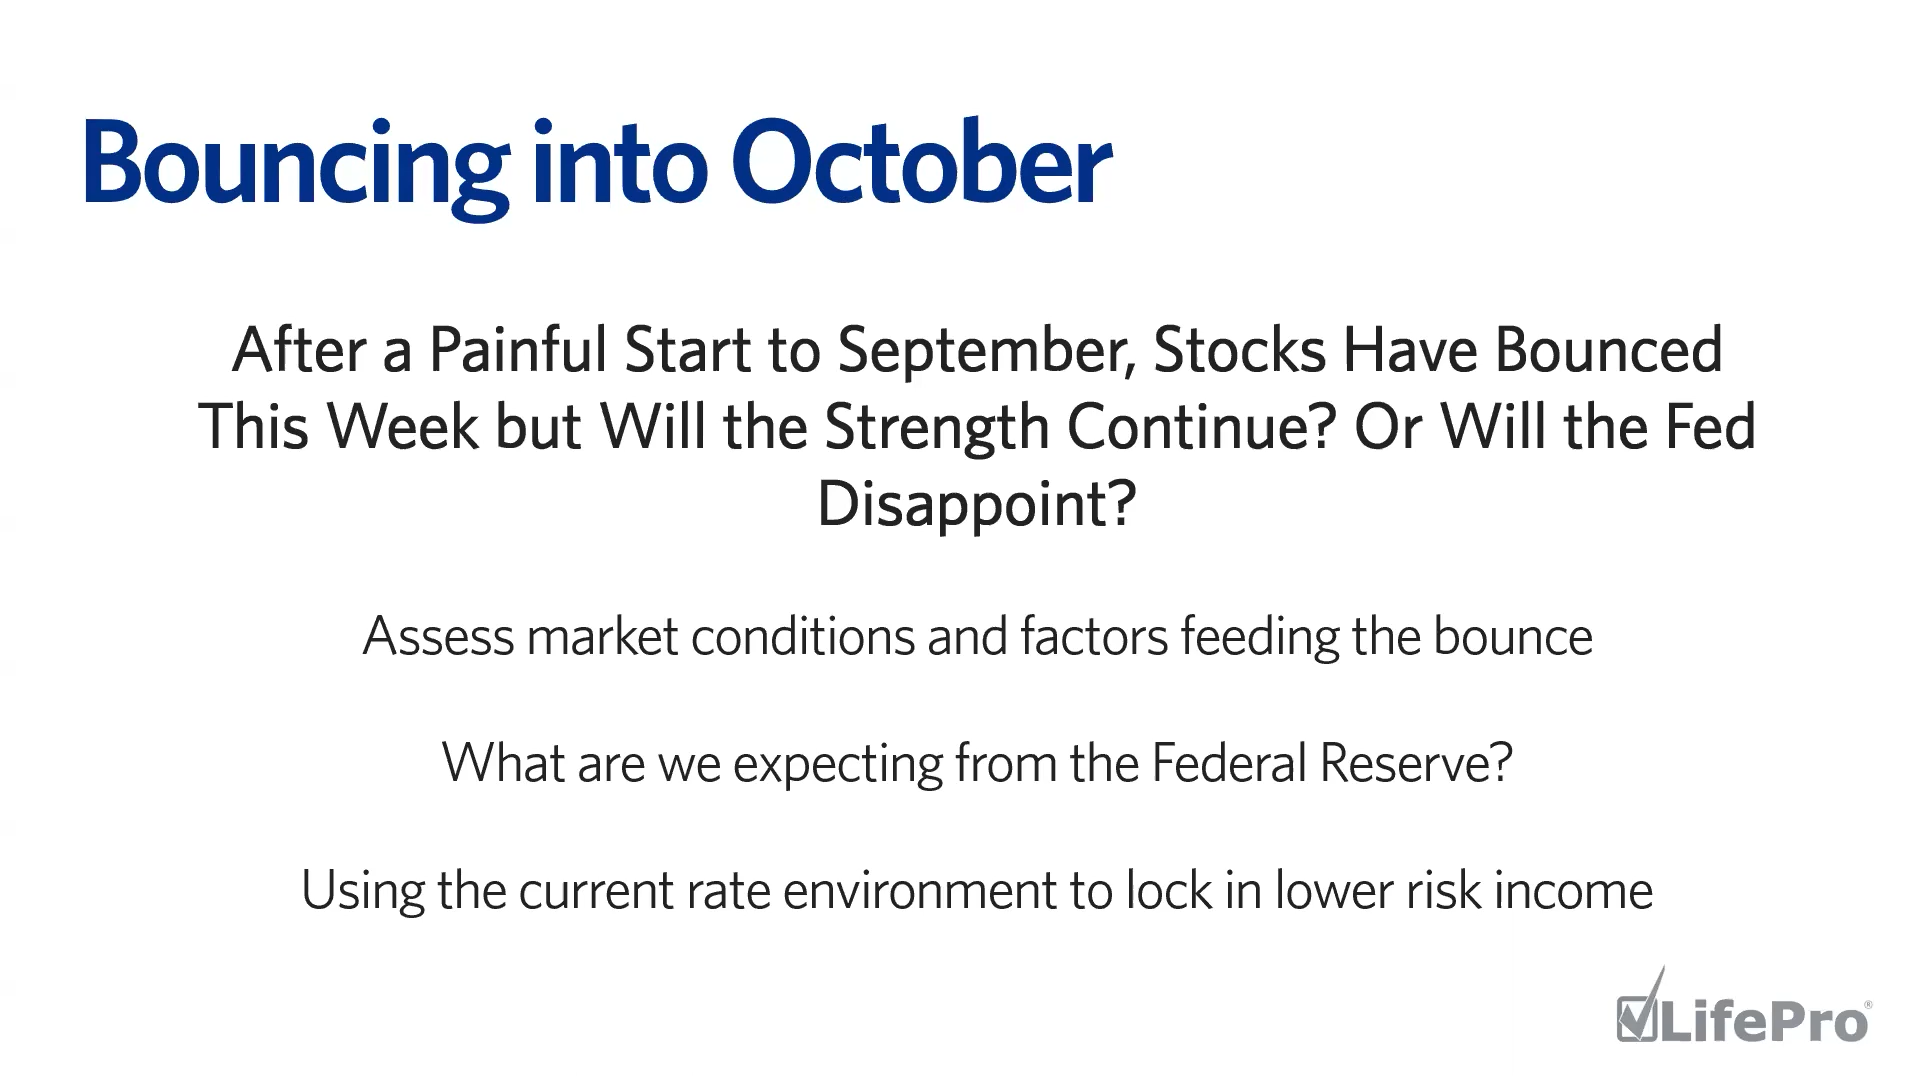 Bouncing into October
After a Painful Start to September, Stocks Have Bounced
This Week but Will the Strength Continue? Or Will the Fed
Disappoint?
Assess market conditions and factors feeding the bounce
What are we expecting from the Federal Reserve?
Using the current rate environment to lock in lower risk income
LifePro®